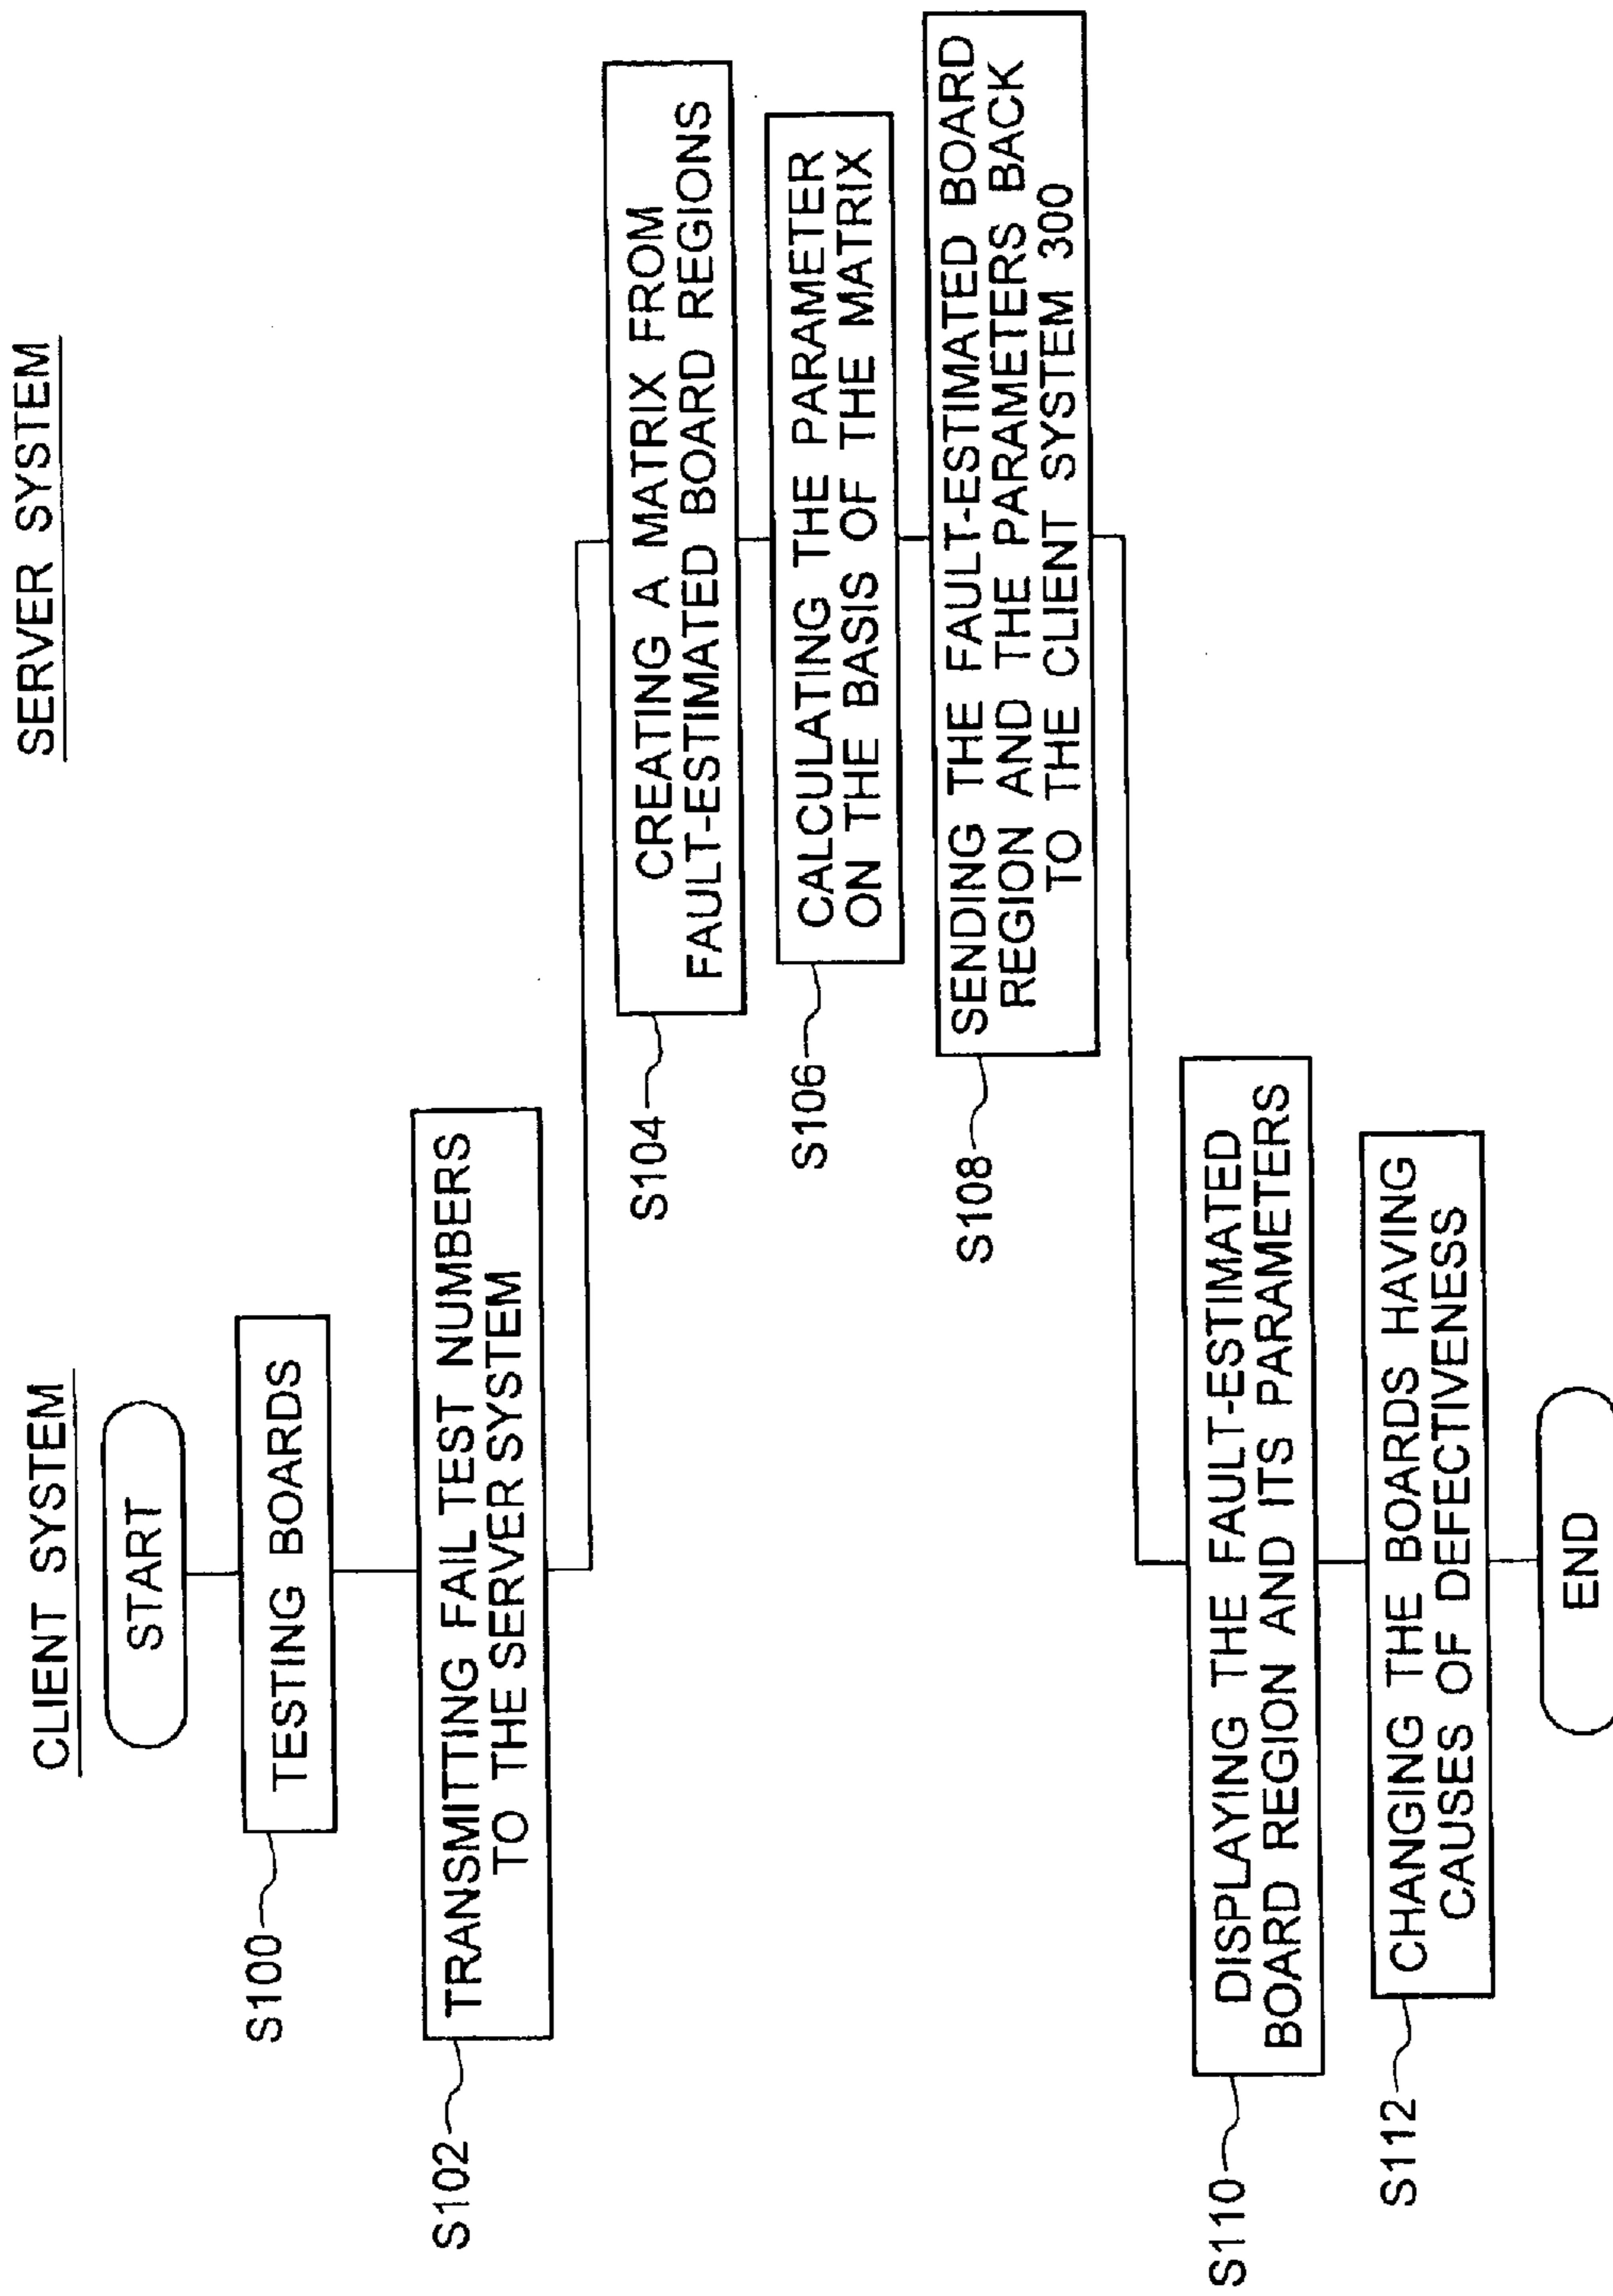 CLIENT SYSTEM
SERVER SYSTEM
START
S100
TESTING BOARDS
S102
TRANSMITTING FAIL TEST NUMBERS
TO THE SERVER SYSTEM
S104
CREATING A MATRIX FROM
FAULT-ESTIMATED BOARD REGIONS
S106
CALCULATING THE PARAMETER
ON THE BASIS OF THE MATRIX
S108
SENDING THE FAULT-ESTIMATED BOARD
REGION AND THE PARAMETERS BACK
TO THE CLIENT SYSTEM 300
S110
DISPLAYING THE FAULT-ESTIMATED
BOARD REGION AND ITS PARAMETERS
S112
CHANGING THE BOARDS HAVING
CAUSES OF DEFECTIVENESS
END